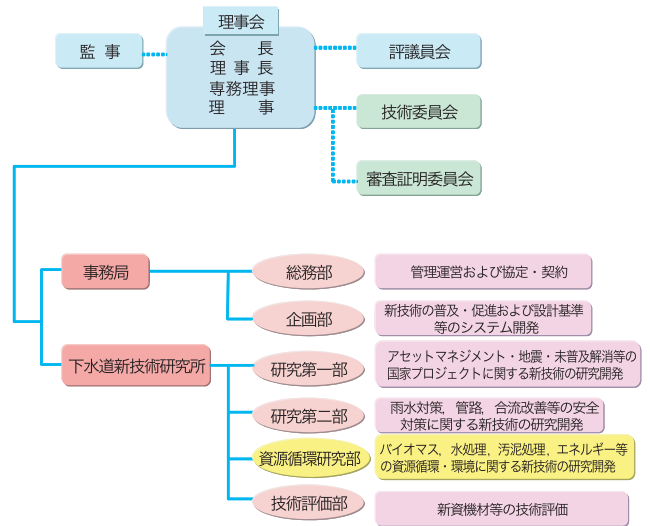 理事会
監 事
会 長
理 事 長
専務理事
理 事
評議員会
技術委員会
審査証明委員会
事務局
総務部
管理運営および協定・契約
企画部
新技術の普及・促進および設計基準
等のシステム開発
下水道新技術研究所
研究第一部
アセットマネジメント・地震・未普及解消等の
国家プロジェクトに関する新技術の研究開発
研究第二部
雨水対策，管路，合流改善等の安全
対策に関する新技術の研究開発
資源循環研究部
バイオマス，水処理，汚泥処理，エネルギー等
の資源循環・環境に関する新技術の研究開発
技術評価部
新資機材等の技術評価